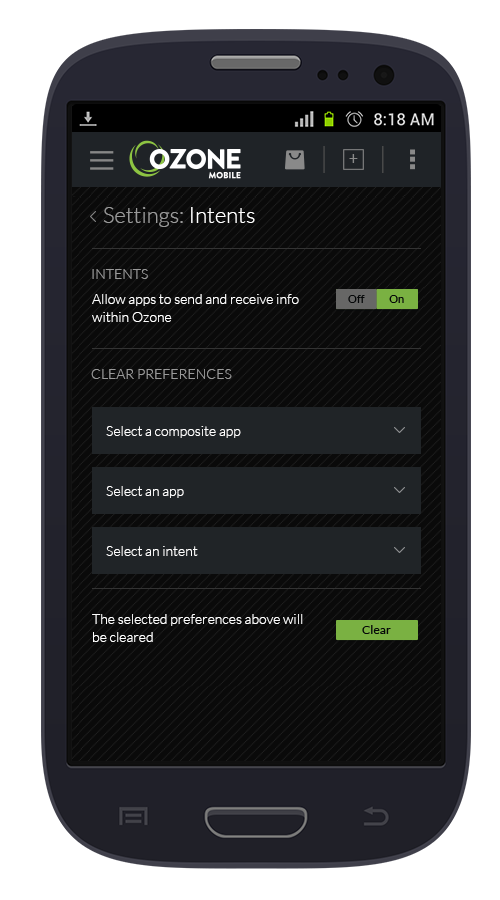 8:18 AM
OZONE
MOBILE
Settings: Intents
INTENTS
Allow apps to send and receive info
within Ozone
Off On
CLEAR PREFERENCES
Select a composite app
Select an app
Select an intent
The selected preferences above will
be cleared
Clear